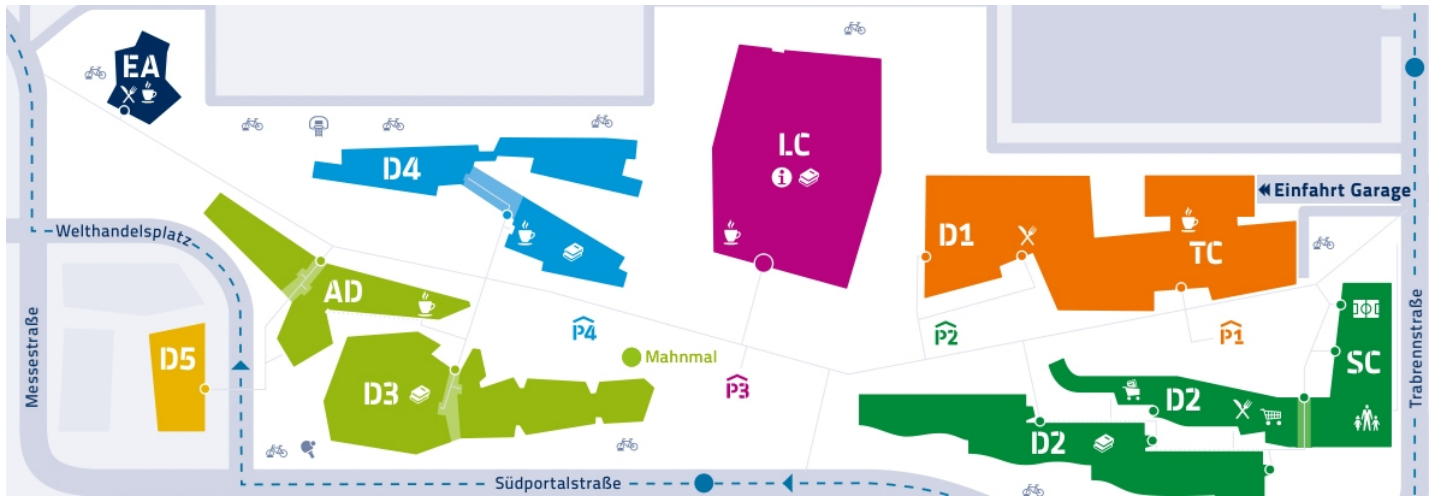 EA
D4
LC
Einfahrt Garage
D1
TC
Welthandelsplatz
AD
Messestraße
D5
P4
P2
P1
Mahnmal
SC
Trabrennstraße
D3
P3
D2
D2
Südportalstraße